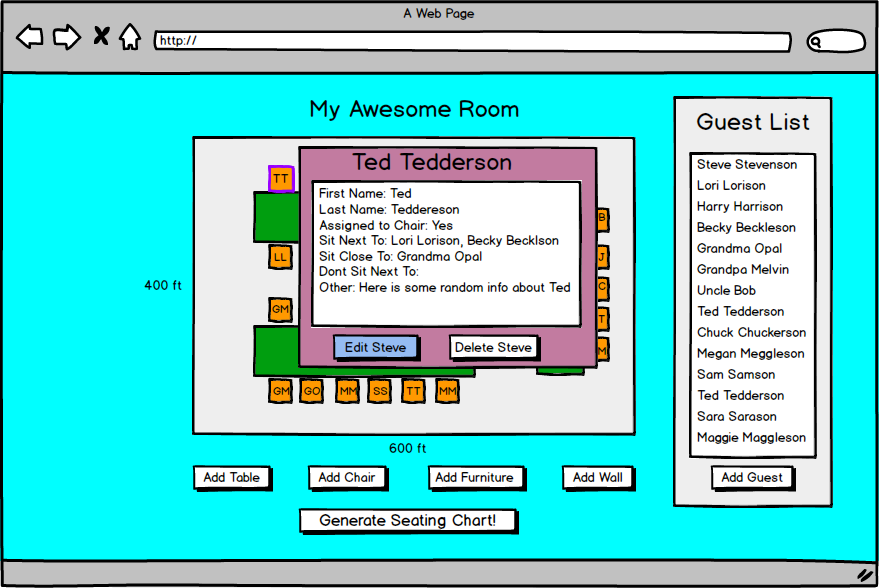 A Web Page
http://
My Awesome Room
Guest List
Steve Stevenson
Lori Lorison
Harry Harrison
Becky Beckleson
Grandma Opal
Grandpa Melvin
Uncle Bob
Ted Tedderson
Chuck Chuckerson
Megan Meggleson
Sam Samson
Ted Tedderson
Sara Sarason
Maggie Maggleson
Add Guest
Ted Tedderson
First Name: Ted
Last Name: Teddereson
Assigned to Chair: Yes
Sit Next To: Lori Lorison, Becky Becklson
Sit Close To: Grandma Opal
Dont Sit Next To:
Other: Here is some random info about Ted
Edit Steve
Delete Steve
TT
LL
GM
GM
GO
MM
SS
TT
MM
B
J
C
T
M
400 ft
600 ft
Add Table
Add Chair
Add Furniture
Add Wall
Generate Seating Chart!